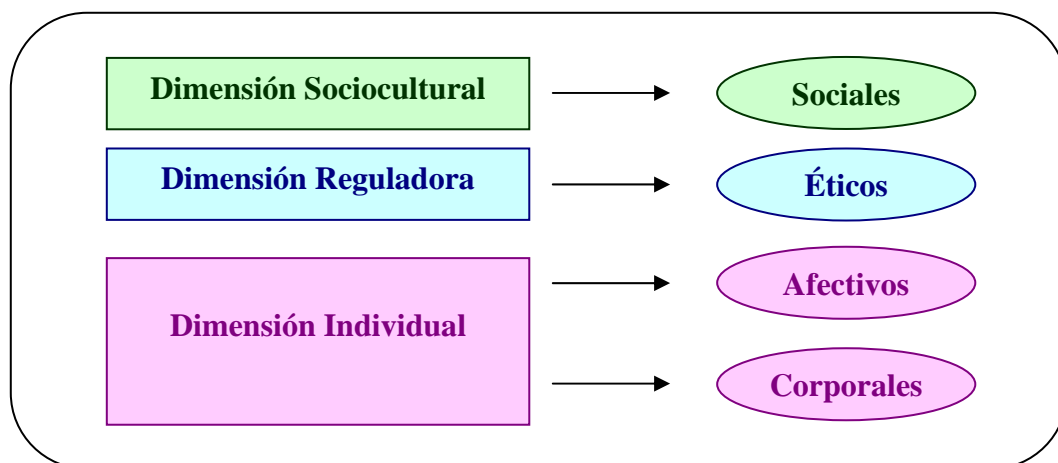 Dimensión Sociocultural
Sociales
Dimensión Reguladora
Éticos
Afectivos
Dimensión Individual
Corporales